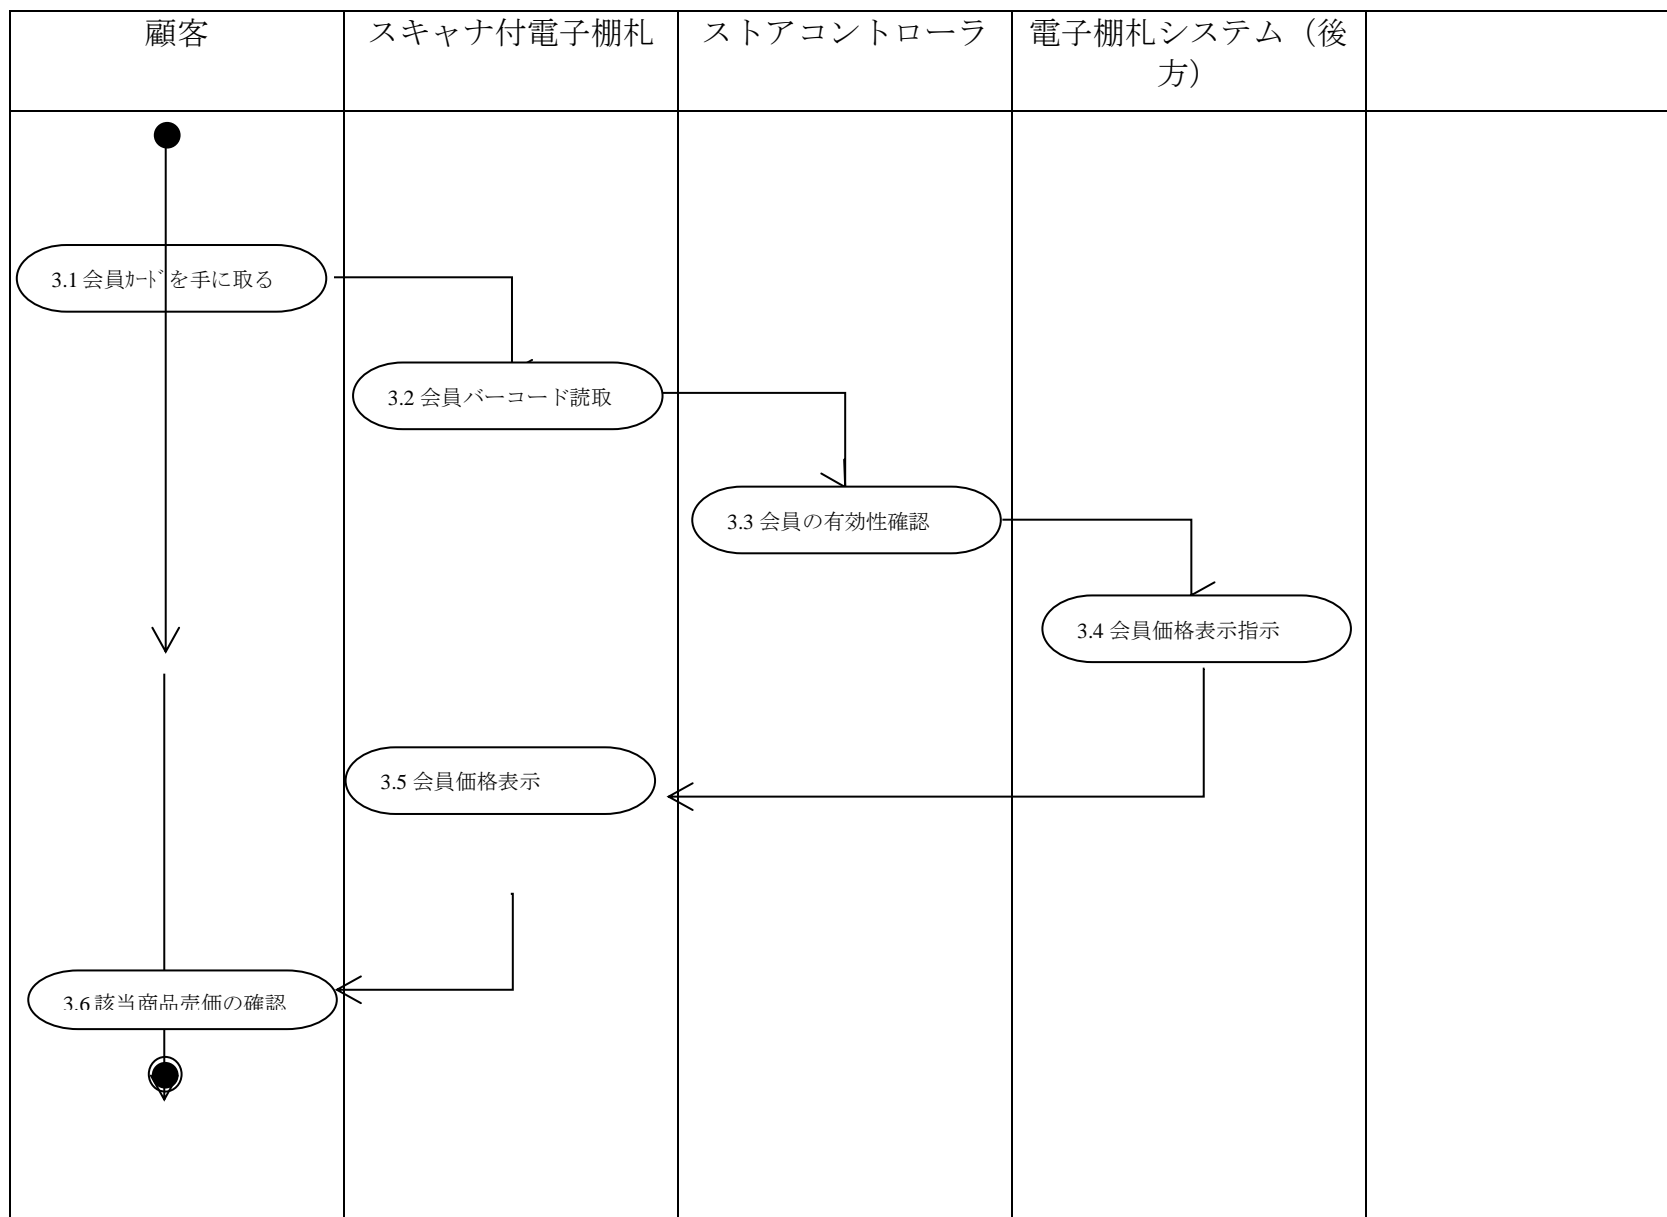 顧客
スキャナ付電子棚札
ストアコントローラ
電子棚札システム（後
方）
3.1 会員ｶｰﾄﾞを手に取る
3.2 会員バーコード読取
3.3 会員の有効性確認
3.4 会員価格表示指示
3.5 会員価格表示
3.6 該当商品売価の確認